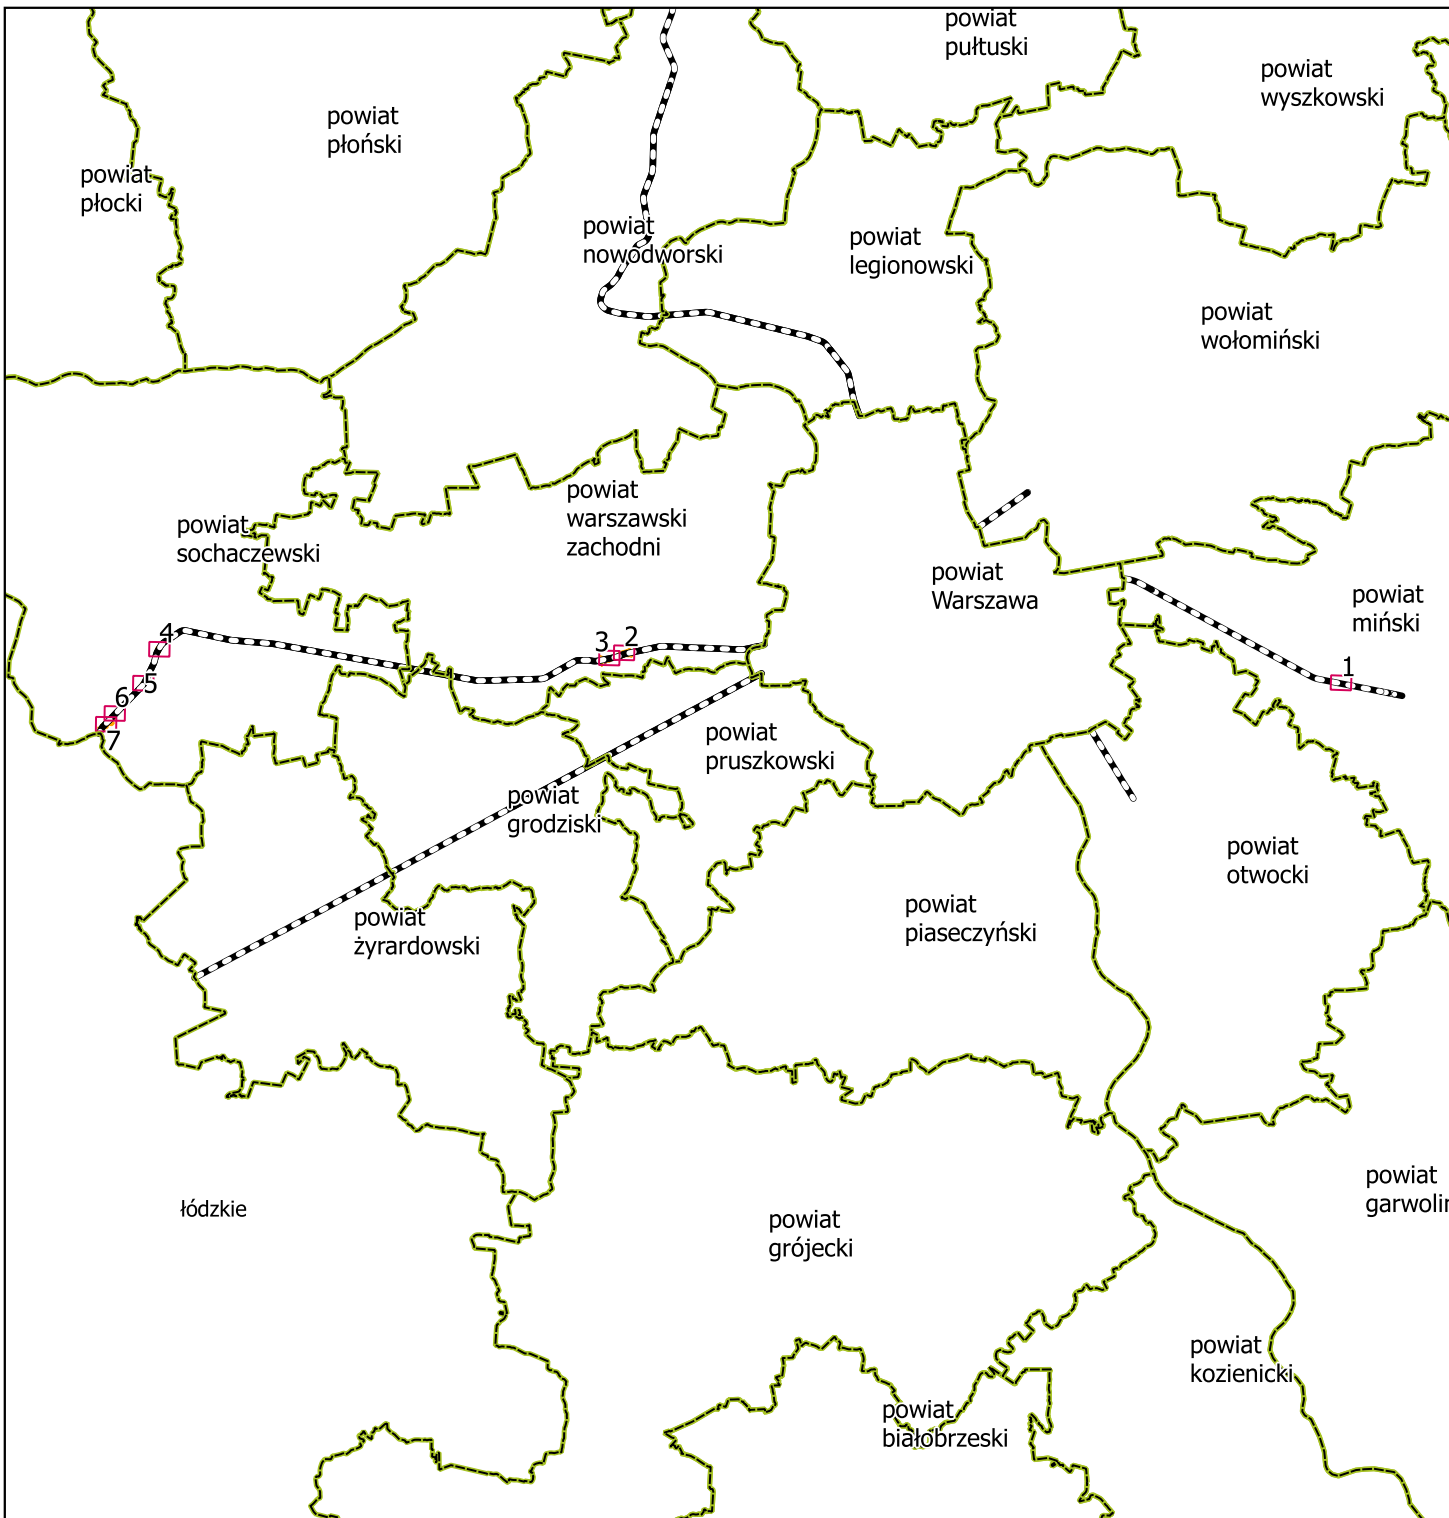 powiat
pułtuski
powiat
wyszkowski
powiat
płoński
powiat
płocki
powiat
nowodworski
powiat
legionowski
powiat
wołomiński
powiat
warszawski
zachodni
powiat
sochaczewski
powiat
Warszawa
powiat
miński
4
3
2
1
5
6
7
powiat
pruszkowski
powiat
grodziski
powiat
otwocki
powiat
piaseczyński
powiat
żyrardowski
powiat
garwolin
łódzkie
powiat
grójecki
powiat
kozienicki
powiat
białobrzeski